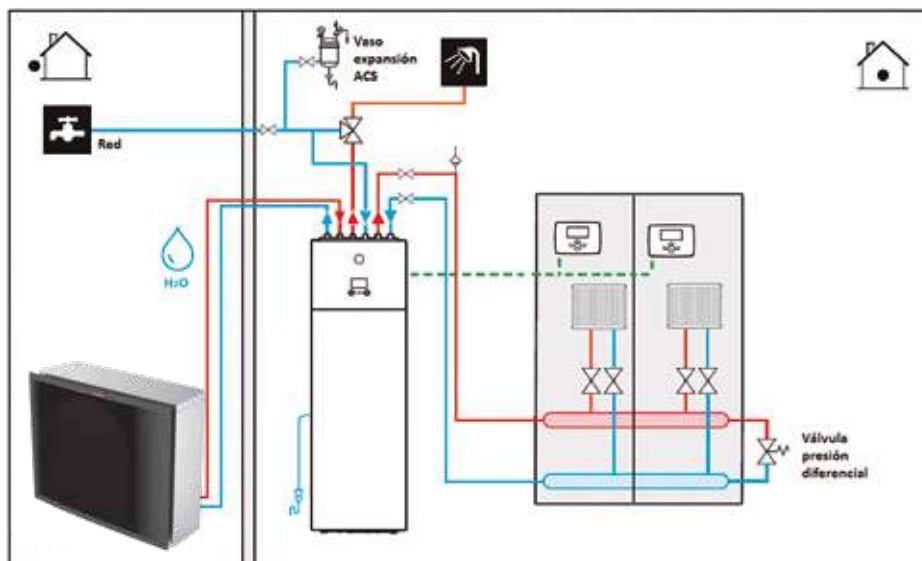 Vaso
expansión
ACS
Red
H₂O
Válvula
presión
diferencial